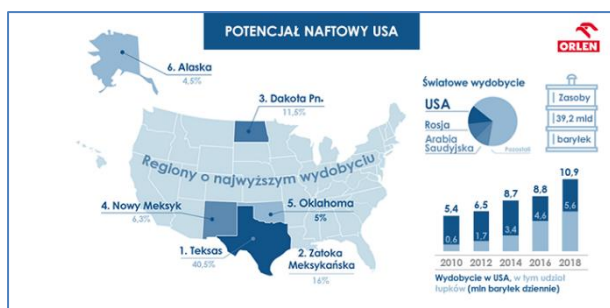 POTENCJAŁ NAFTOWY USA
ORLEN
6. Alaska
4,5%
3. Dakota Pn.
11,5%
Regiony o najwyższym wydobyciu
4. Nowy Meksyk
6,3%
5. Oklahoma
5%
1. Teksas
40,5%
2. Zatoka
Meksykańska
16%
Światowe wydobycie
USA
Rosja
Arabia
Saudyjska
Pozostali
Zasoby
39,2 mld
baryłek
5,4
0,6
2010
6,5
1,7
2012
8,7
3,4
2014
8,8
4,6
2016
10,9
5,6
2018
Wydobycie w USA, w tym udział
łupków (mln baryłek dziennie)